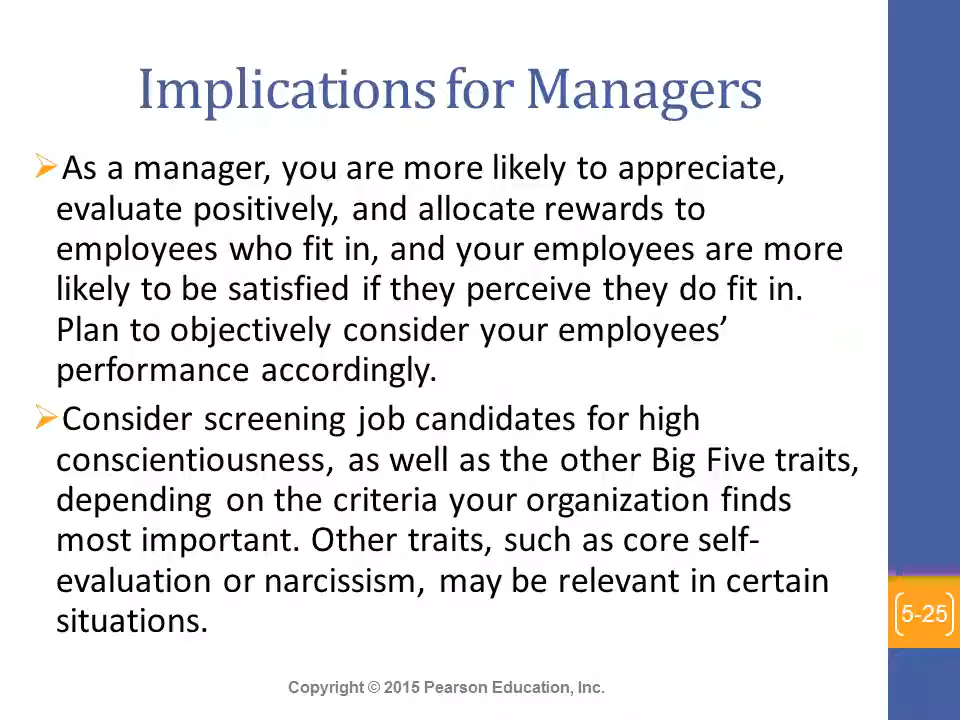 Implications for Managers
➢As a manager, you are more likely to appreciate,
evaluate positively, and allocate rewards to
employees who fit in, and your employees are more
likely to be satisfied if they perceive they do fit in.
Plan to objectively consider your employees’
performance accordingly.
➢Consider screening job candidates for high
conscientiousness, as well as the other Big Five traits,
depending on the criteria your organization finds
most important. Other traits, such as core self-
evaluation or narcissism, may be relevant in certain
situations.
5-25
Copyright © 2015 Pearson Education, Inc.